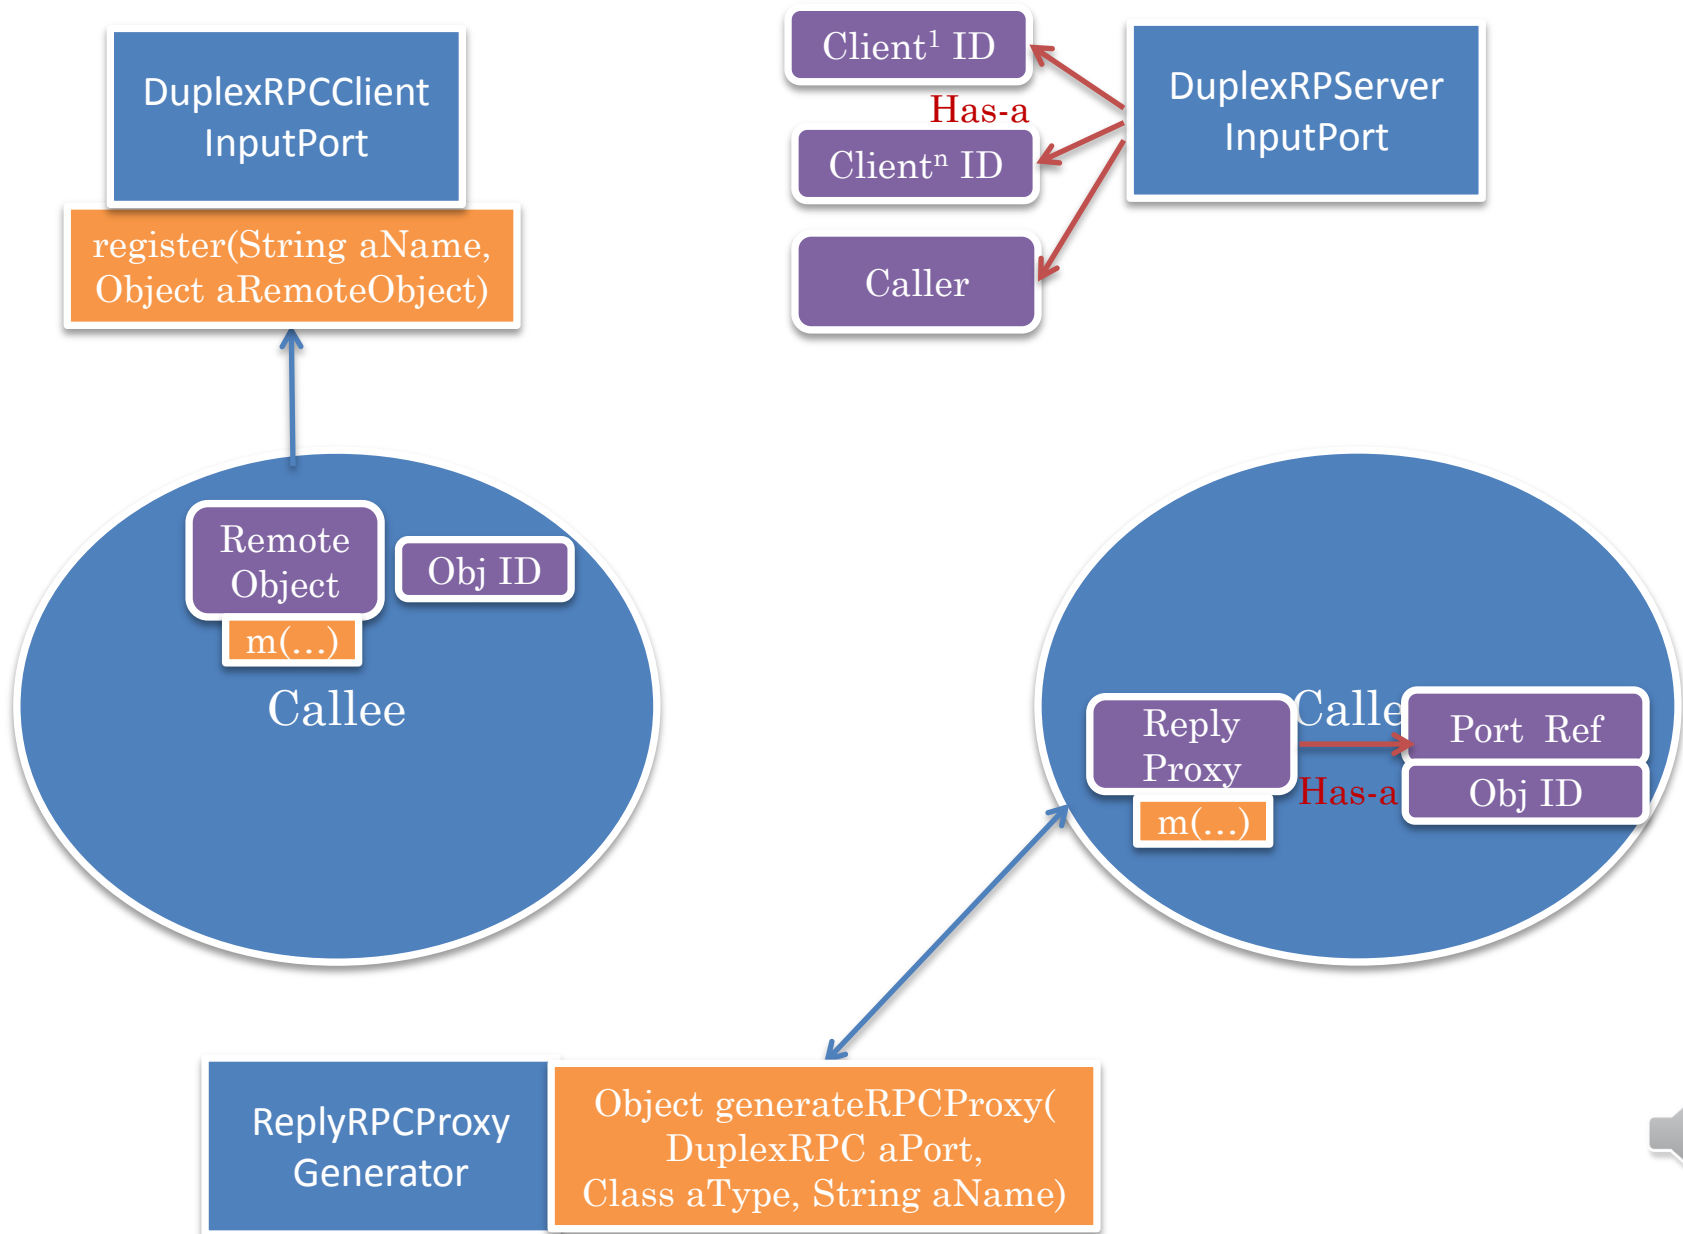 DuplexRPCClient
InputPort
register(String aName,
Object aRemoteObject)
Client¹ ID
Has-a
Clientⁿ ID
Caller
DuplexRPServer
InputPort
Remote
Object
Obj ID
m(…)
Callee
Reply
Proxy
m(…)
Calle
Has-a
Port Ref
Obj ID
ReplyRPCProxy
Generator
Object generateRPCProxy(
DuplexRPC aPort,
Class aType, String aName)